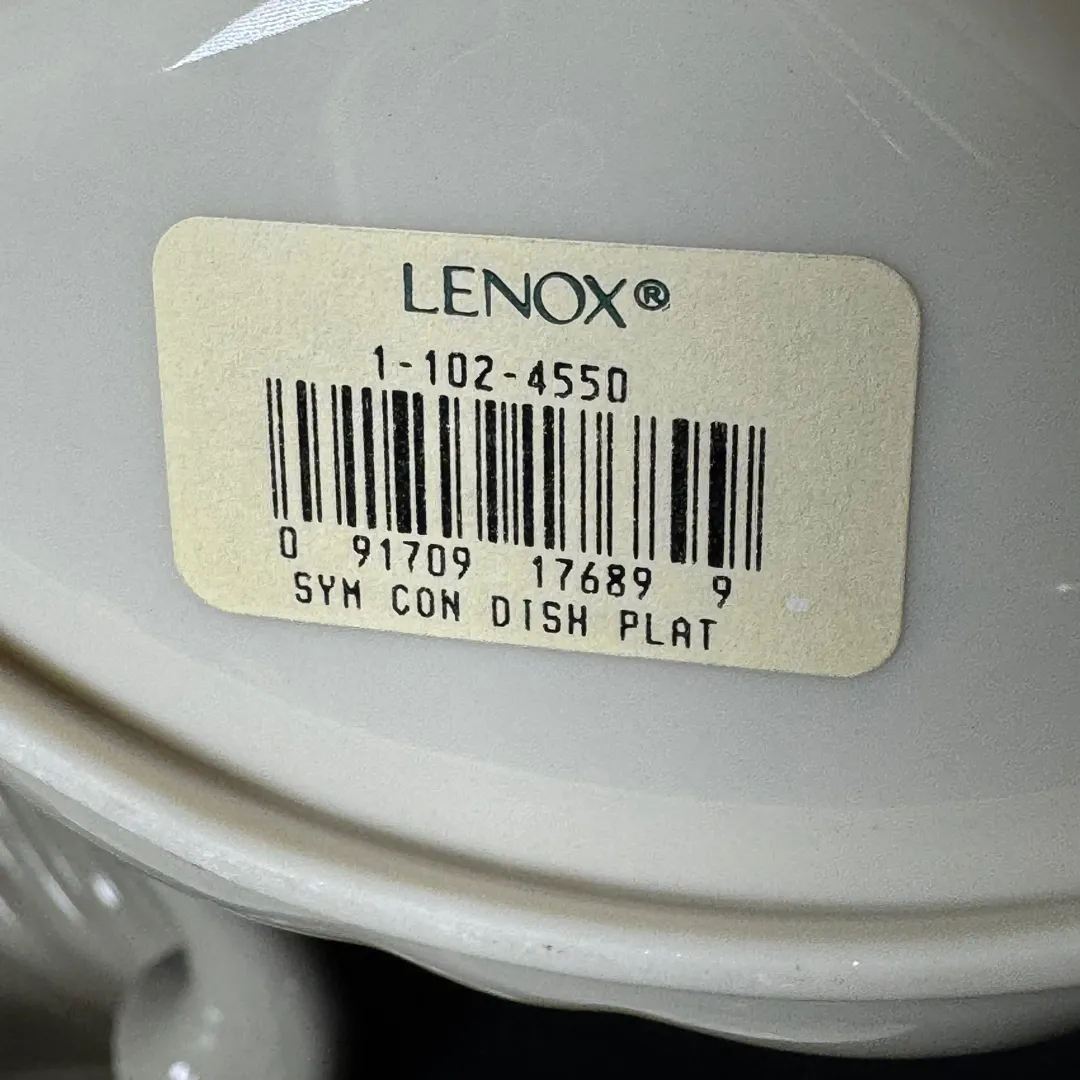 LENOX®
1-102-4550
0 91709 17689 9
SYM CON DISH PLAT